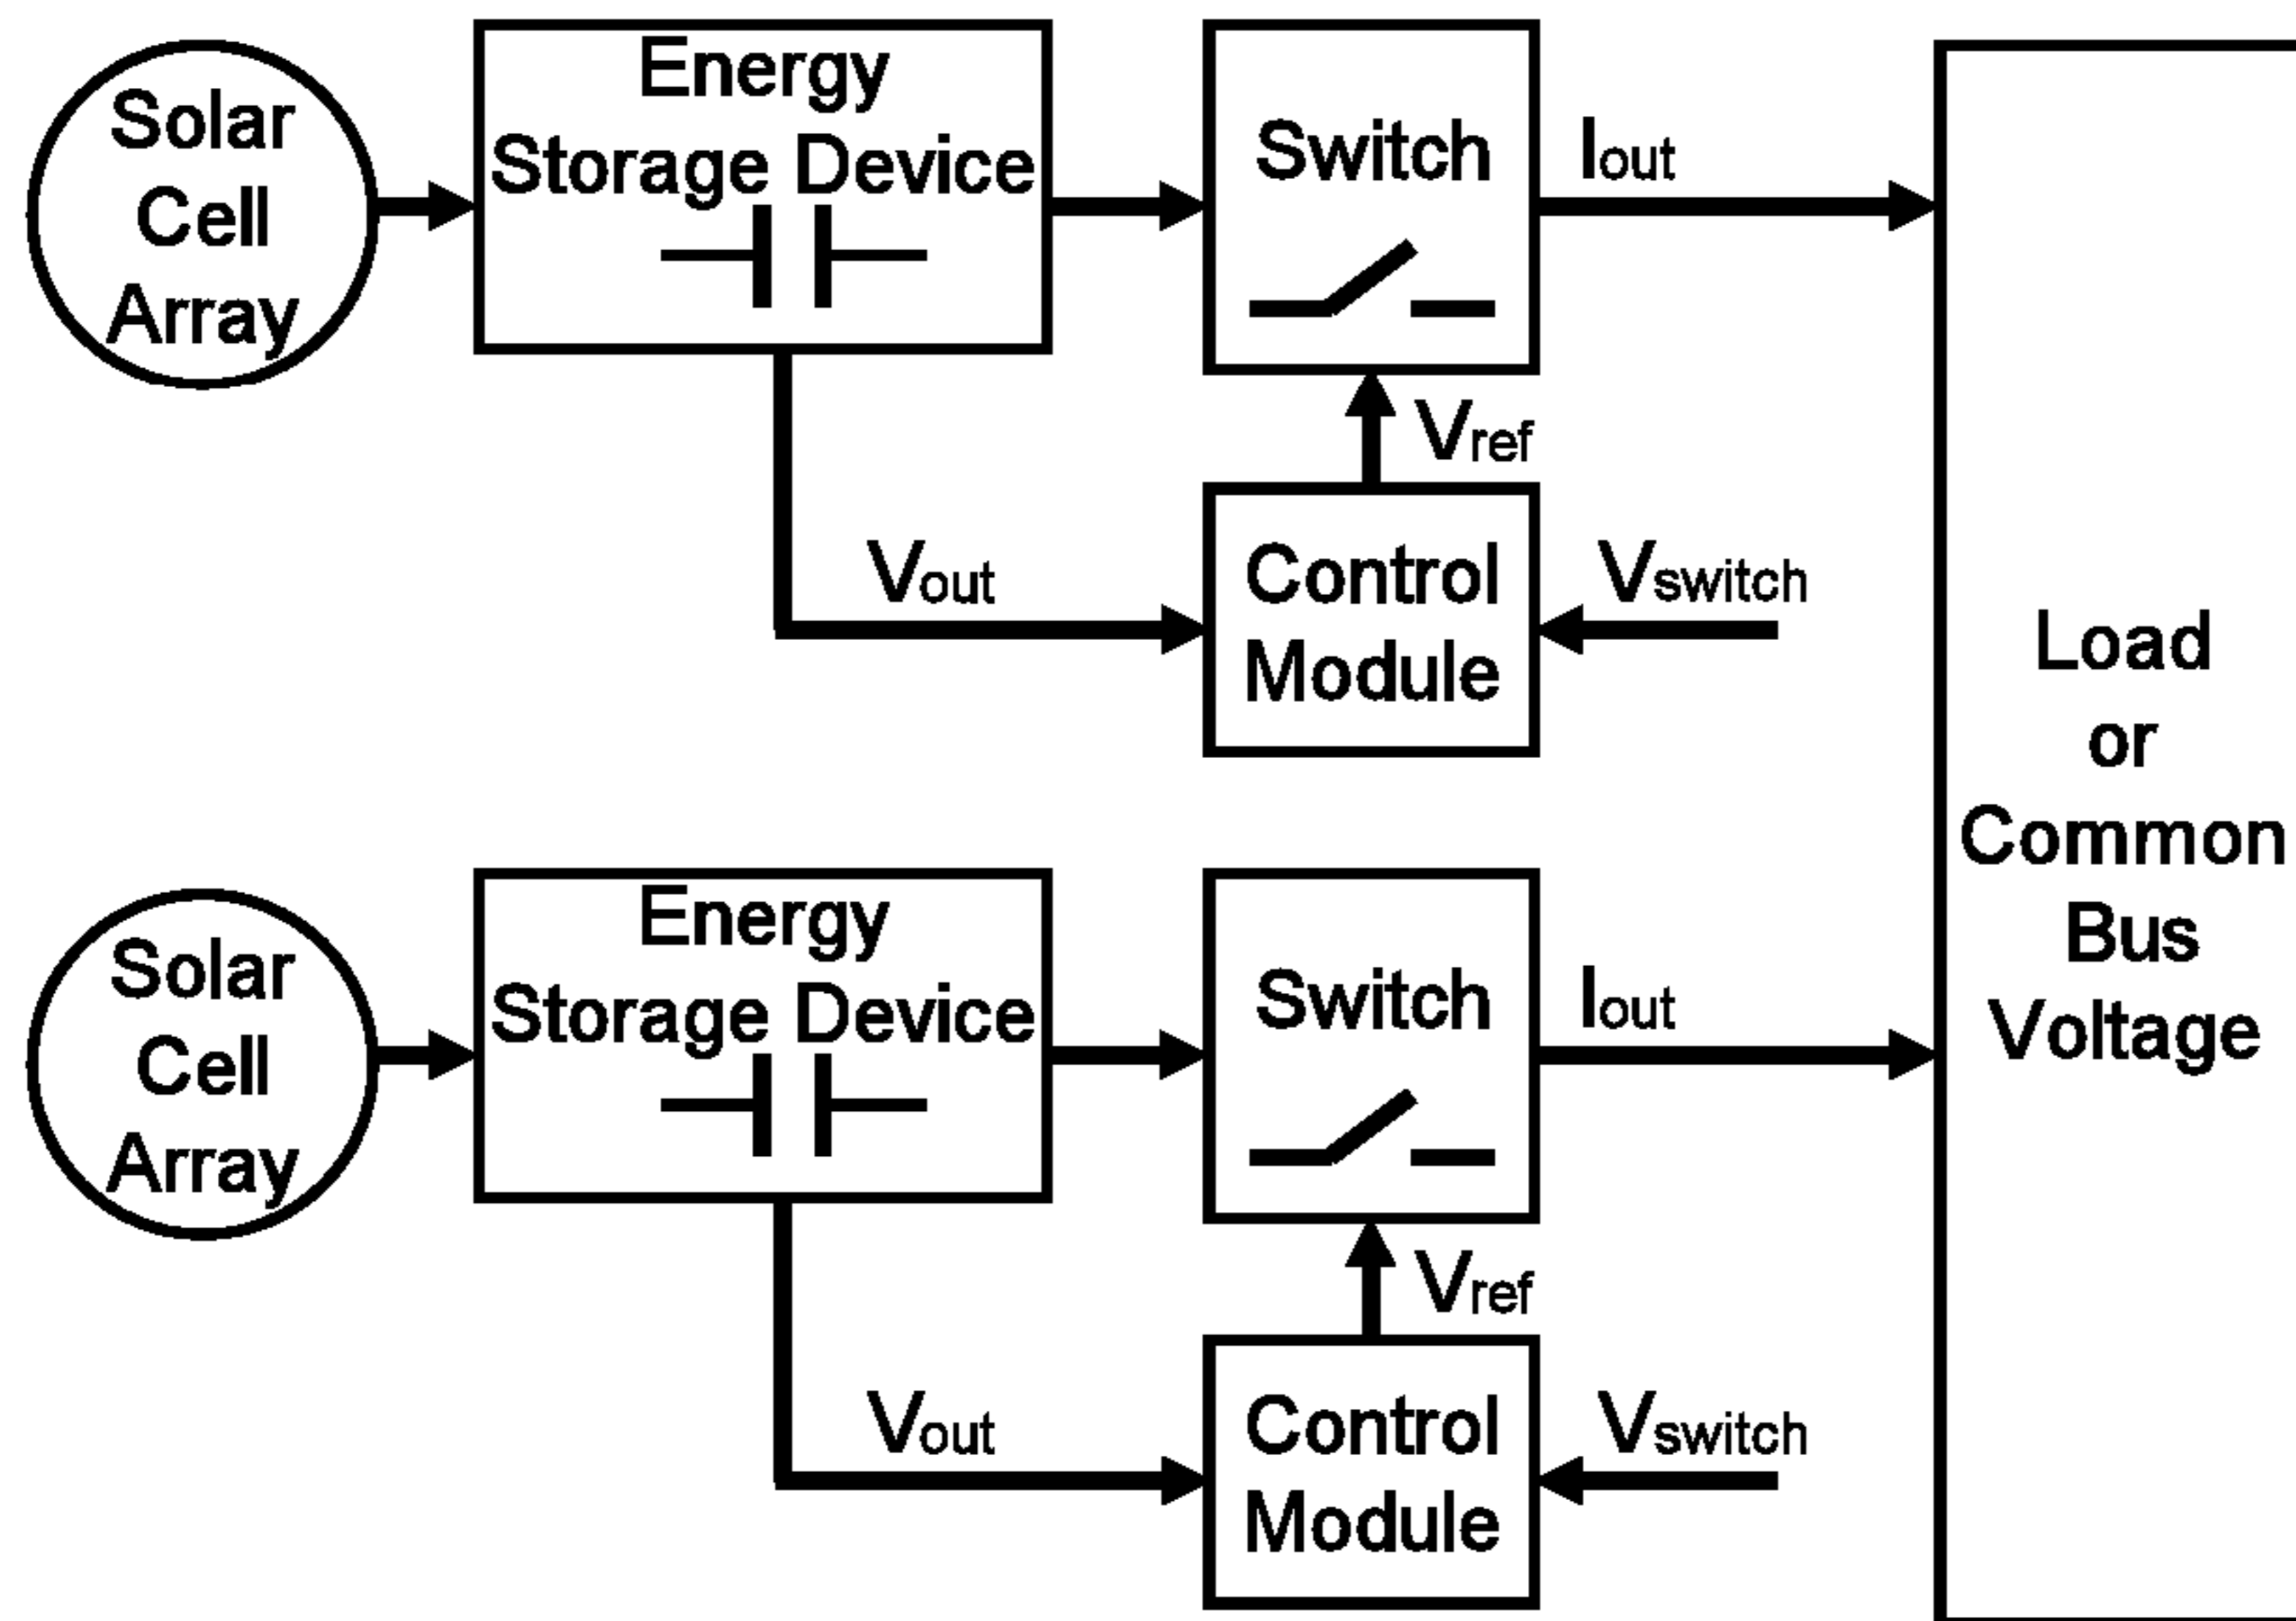 Solar
Cell
Array
Energy
Storage Device
Switch
Iout
Vref
Vout
Control
Module
Vswitch
Solar
Cell
Array
Energy
Storage Device
Switch
Iout
Vref
Vout
Control
Module
Vswitch
Load
or
Common
Bus
Voltage